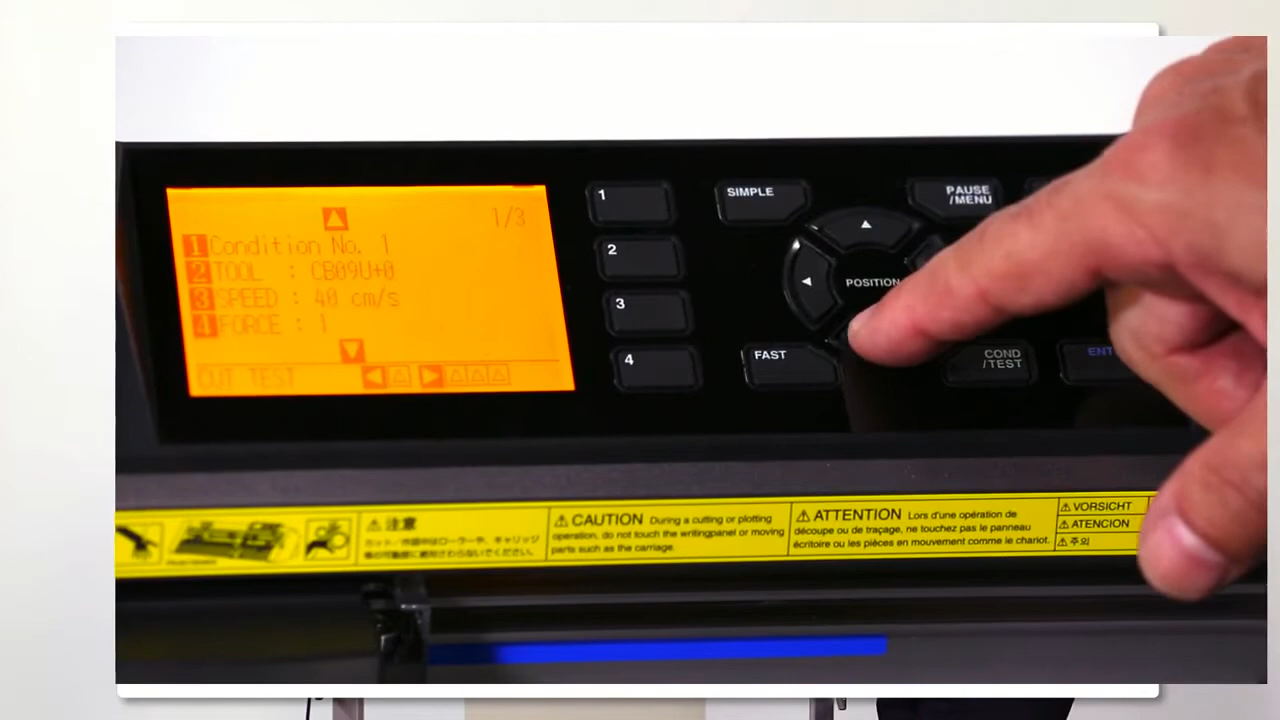 1/3
1 Condition No. 1
2 TOOL : CB09U+0
3 SPEED : 40 cm/s
4 FORCE : 1
CUT TEST
1
2
3
4
SIMPLE
PAUSE
/MENU
POSITION
FAST
COND
/TEST
ENT
注意
CAUTION During a cutting or plotting
operation, do not touch the writingpanel or moving
parts such as the carriage.
ATTENTION Lors d'une opération de
découpe ou de traçage, ne touchez pas le panneau
écritoire ou les pièces en mouvement comme le chariot.
VORSICHT
ATENCION
주의